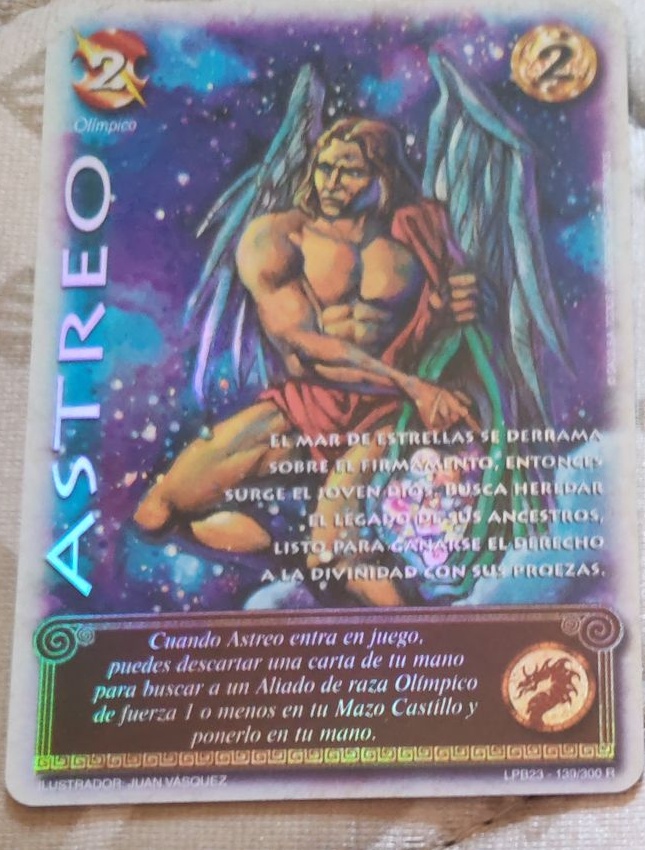 2
2
Olímpico
ASTREO
EL MAR DE ESTRELLAS SE DERRAMA
SOBRE EL FIRMAMENTO, ENTONCES
SURGE EL JOVEN DIOS, BUSCA HEREDAR
EL LEGADO DE SUS ANCESTROS,
LISTO PARA GANARSE EL DERECHO
A LA DIVINIDAD CON SUS PROEZAS.
Cuando Astreo entra en juego,
puedes descartar una carta de tu mano
para buscar a un Aliado de raza Olímpico
de fuerza 1 o menos en tu Mazo Castillo y
ponerlo en tu mano.
ILUSTRADOR JUAN VÁSQUEZ
LPB23 - 139/300 R